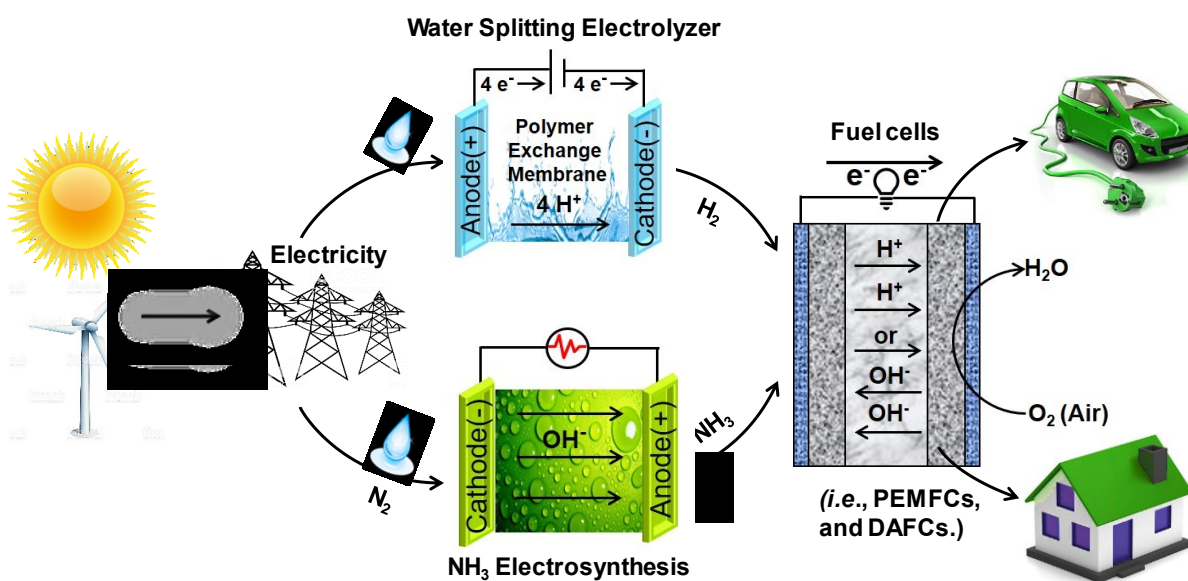 Water Splitting Electrolyzer
4 e⁻
4 e⁻
Anode(+)
Polymer
Exchange
Membrane
4 H⁺
Cathode(-)
Electricity
H₂
Fuel cells
e⁻
e⁻
H⁺
H⁺
or
OH⁻
OH⁻
H₂O
O₂ (Air)
N₂
Cathode(-)
OH⁻
Anode(+)
NH₃
NH₃ Electrosynthesis
(i.e., PEMFCs,
and DAFCs.)